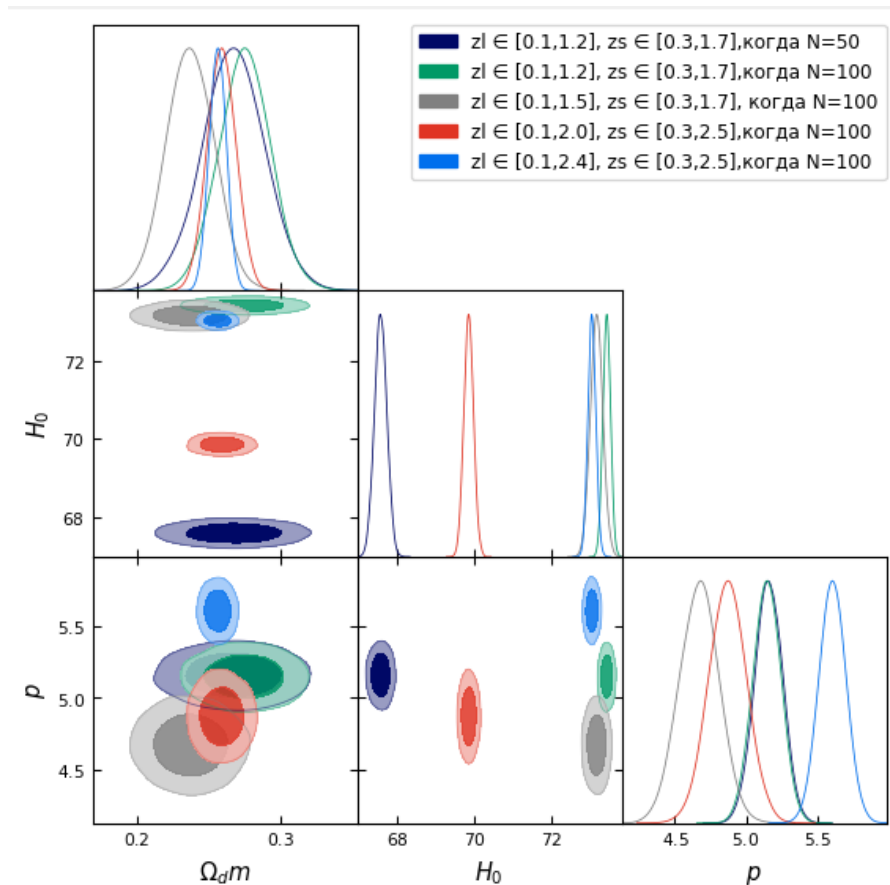 zl ∈ [0.1,1.2], zs ∈ [0.3,1.7],когда N=50
zl ∈ [0.1,1.2], zs ∈ [0.3,1.7],когда N=100
zl ∈ [0.1,1.5], zs ∈ [0.3,1.7], когда N=100
zl ∈ [0.1,2.0], zs ∈ [0.3,2.5],когда N=100
zl ∈ [0.1,2.4], zs ∈ [0.3,2.5],когда N=100
72
70
68
H₀
5.5
5.0
4.5
p
0.2 0.3
68 70 72
4.5 5.0 5.5
Ω_dm
H₀
p